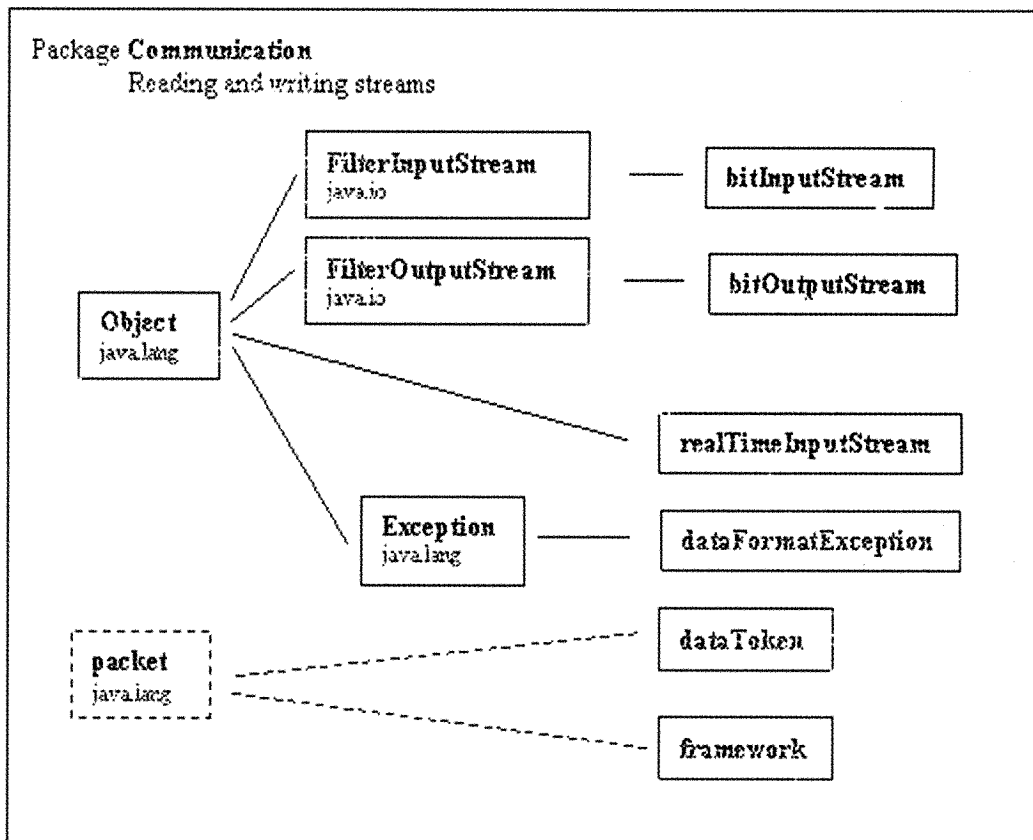 Package Communication
Reading and writing streams
FilterInputStream
java.io
bitInputStream
FilterOutputStream
java.io
bitOutputStream
Object
java.lang
realTimeInputStream
Exception
java.lang
dataFormatException
packet
java.lang
dataToken
framework